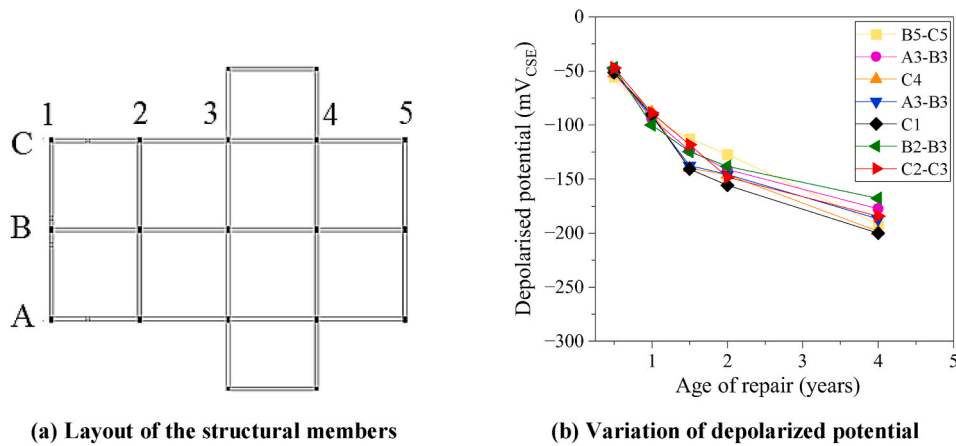 1 2 3 4 5
C
B
A
(a) Layout of the structural members
Depolarised potential (mV_CSE)
0
−50
−100
−150
−200
−250
−300
B5-C5
A3-B3
C4
A3-B3
C1
B2-B3
C2-C3
1 2 4 5
Age of repair (years)
(b) Variation of depolarized potential